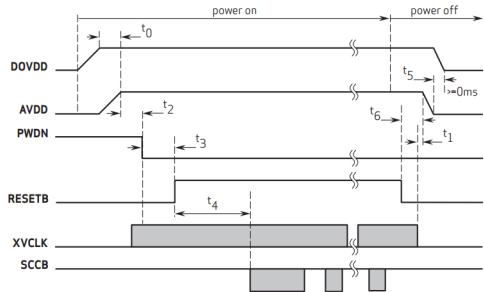 power on power off
t0
DOVDD
t5
>=0ms
AVDD
t2
t6
PWDN
t3
t1
RESETB
t4
XVCLK
SCCB